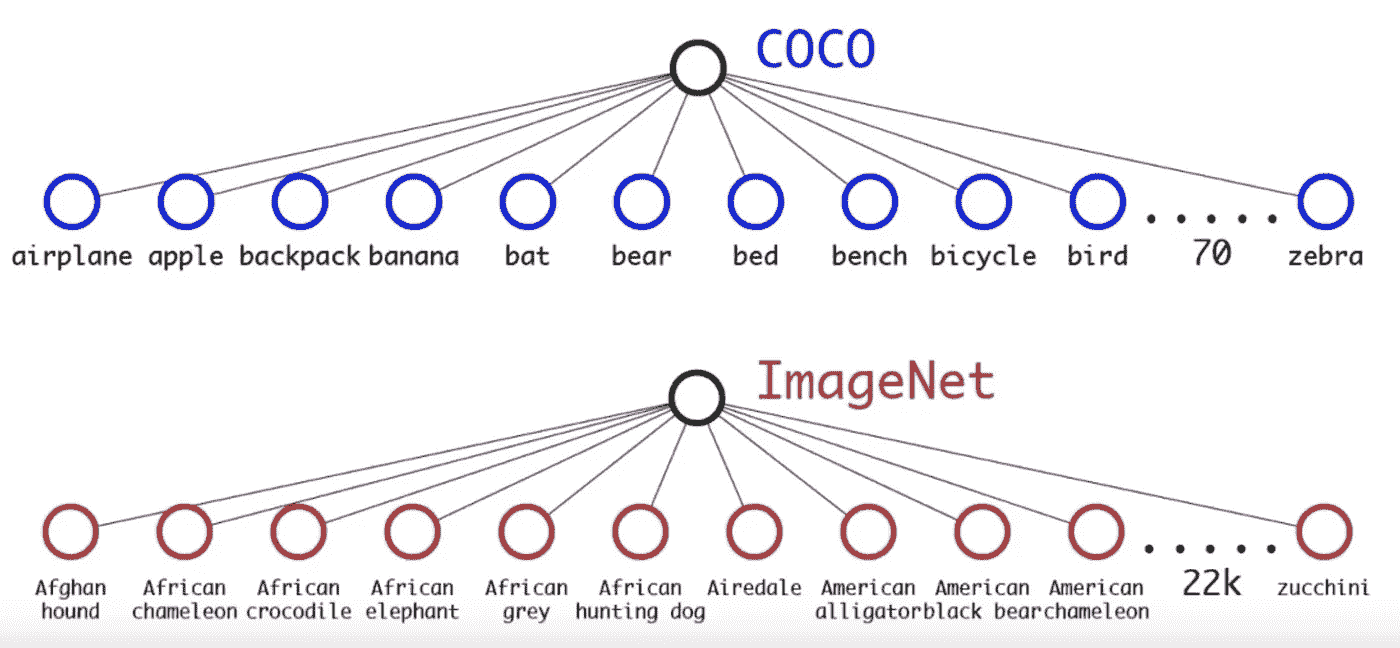 COCO
airplane apple backpack banana bat bear bed bench bicycle bird 70 zebra
ImageNet
Afghan African African African African African Airedale American American American 22k zucchini
hound chameleon crocodile elephant grey hunting dog alligator black bear chameleon